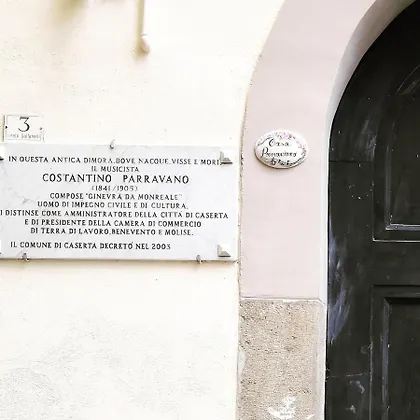 3
IN QUESTA ANTICA DIMORA, DOVE NACQUE, VISSE E MORÌ
IL MUSICISTA
COSTANTINO PARRAVANO
(1841/1905)
COMPOSE "GINEVRA DA MONREALE"
UOMO DI IMPEGNO CIVILE E DI CULTURA,
SI DISTINSE COME AMMINISTRATORE DELLA CITTÀ DI CASERTA
E DI PRESIDENTE DELLA CAMERA DI COMMERCIO
DI TERRA DI LAVORO, BENEVENTO E MOLISE.
IL COMUNE DI CASERTA DECRETÒ NEL 2003
Casa
Parravano